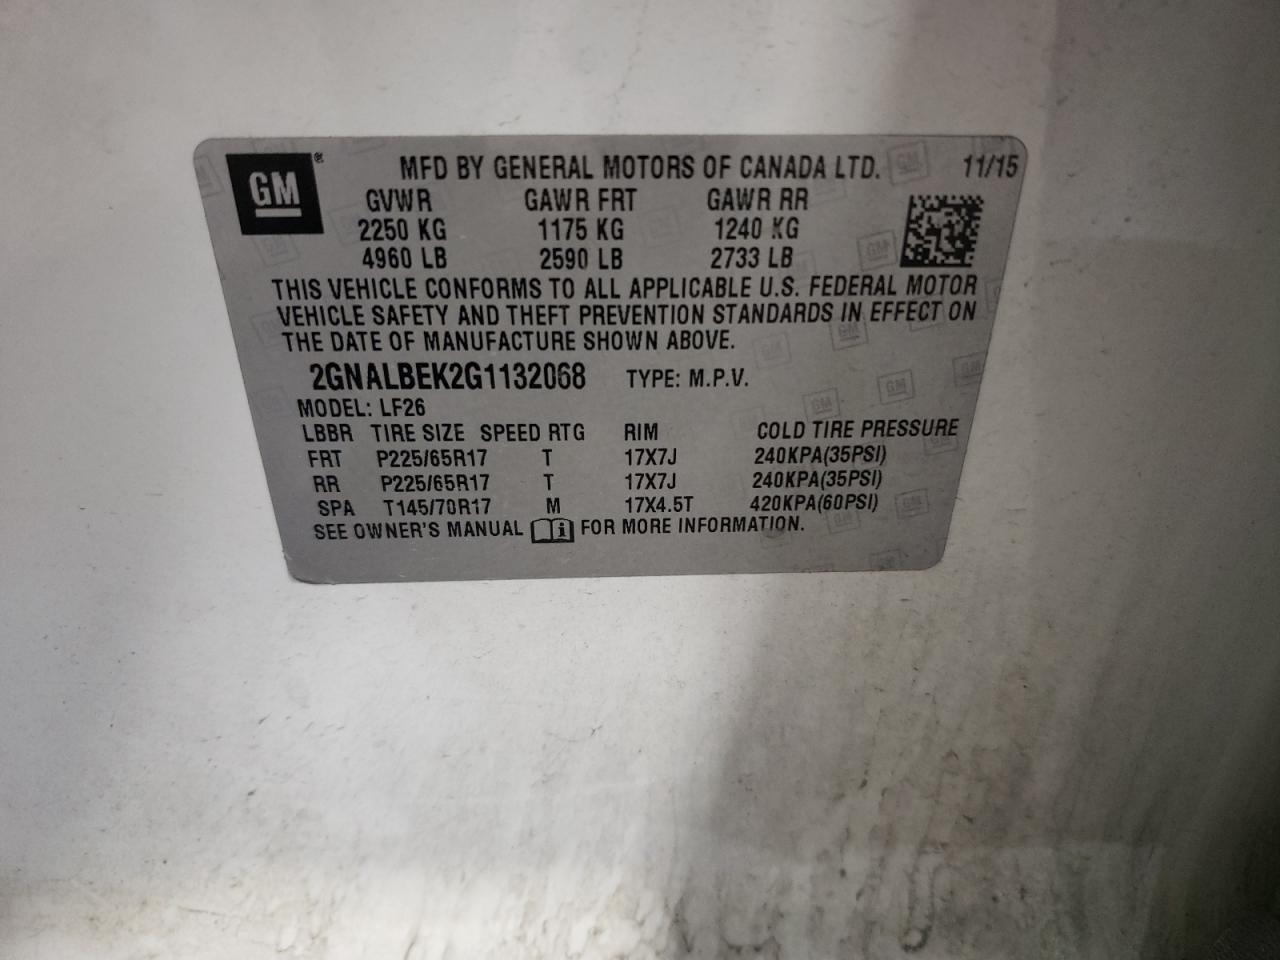 GM®
MFD BY GENERAL MOTORS OF CANADA LTD. 11/15
GVWR GAWR FRT GAWR RR
2250 KG 1175 KG 1240 KG
4960 LB 2590 LB 2733 LB
THIS VEHICLE CONFORMS TO ALL APPLICABLE U.S. FEDERAL MOTOR
VEHICLE SAFETY AND THEFT PREVENTION STANDARDS IN EFFECT ON
THE DATE OF MANUFACTURE SHOWN ABOVE.
2GNALBEK2G1132068 TYPE: M.P.V.
MODEL: LF26
LBBR TIRE SIZE SPEED RTG RIM COLD TIRE PRESSURE
FRT P225/65R17 T 17X7J 240KPA(35PSI)
RR P225/65R17 T 17X7J 240KPA(35PSI)
SPA T145/70R17 M 17X4.5T 420KPA(60PSI)
SEE OWNER'S MANUAL i FOR MORE INFORMATION.